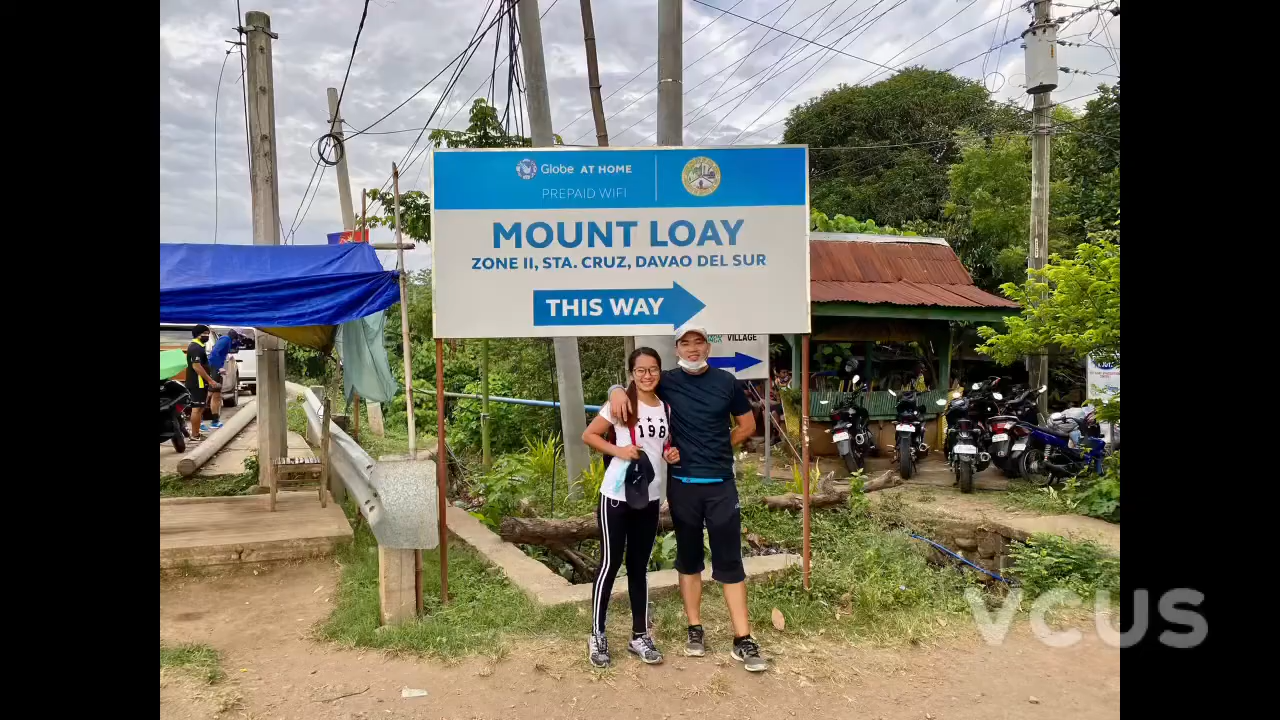 Globe AT HOME
PREPAID WIFI
MOUNT LOAY
ZONE II, STA. CRUZ, DAVAO DEL SUR
THIS WAY
VILLAGE
198
VCUS